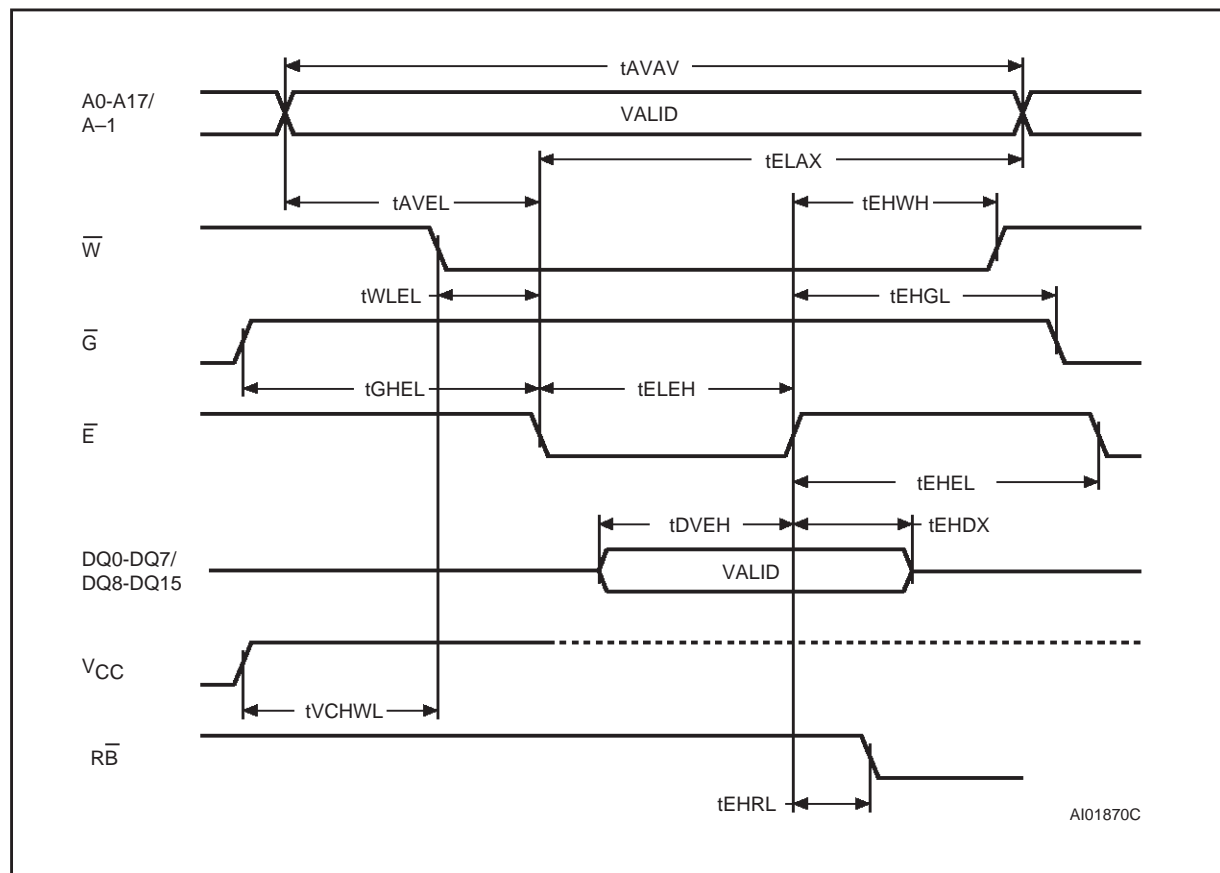 tAVAV
A0-A17/
A–1
VALID
tELAX
tAVEL
tEHWH
W̅
tWLEL
tEHGL
G̅
tGHEL
tELEH
E̅
tEHEL
tDVEH
tEHDX
DQ0-DQ7/
DQ8-DQ15
VALID
VCC
tVCHWL
RB̅
tEHRL
AI01870C